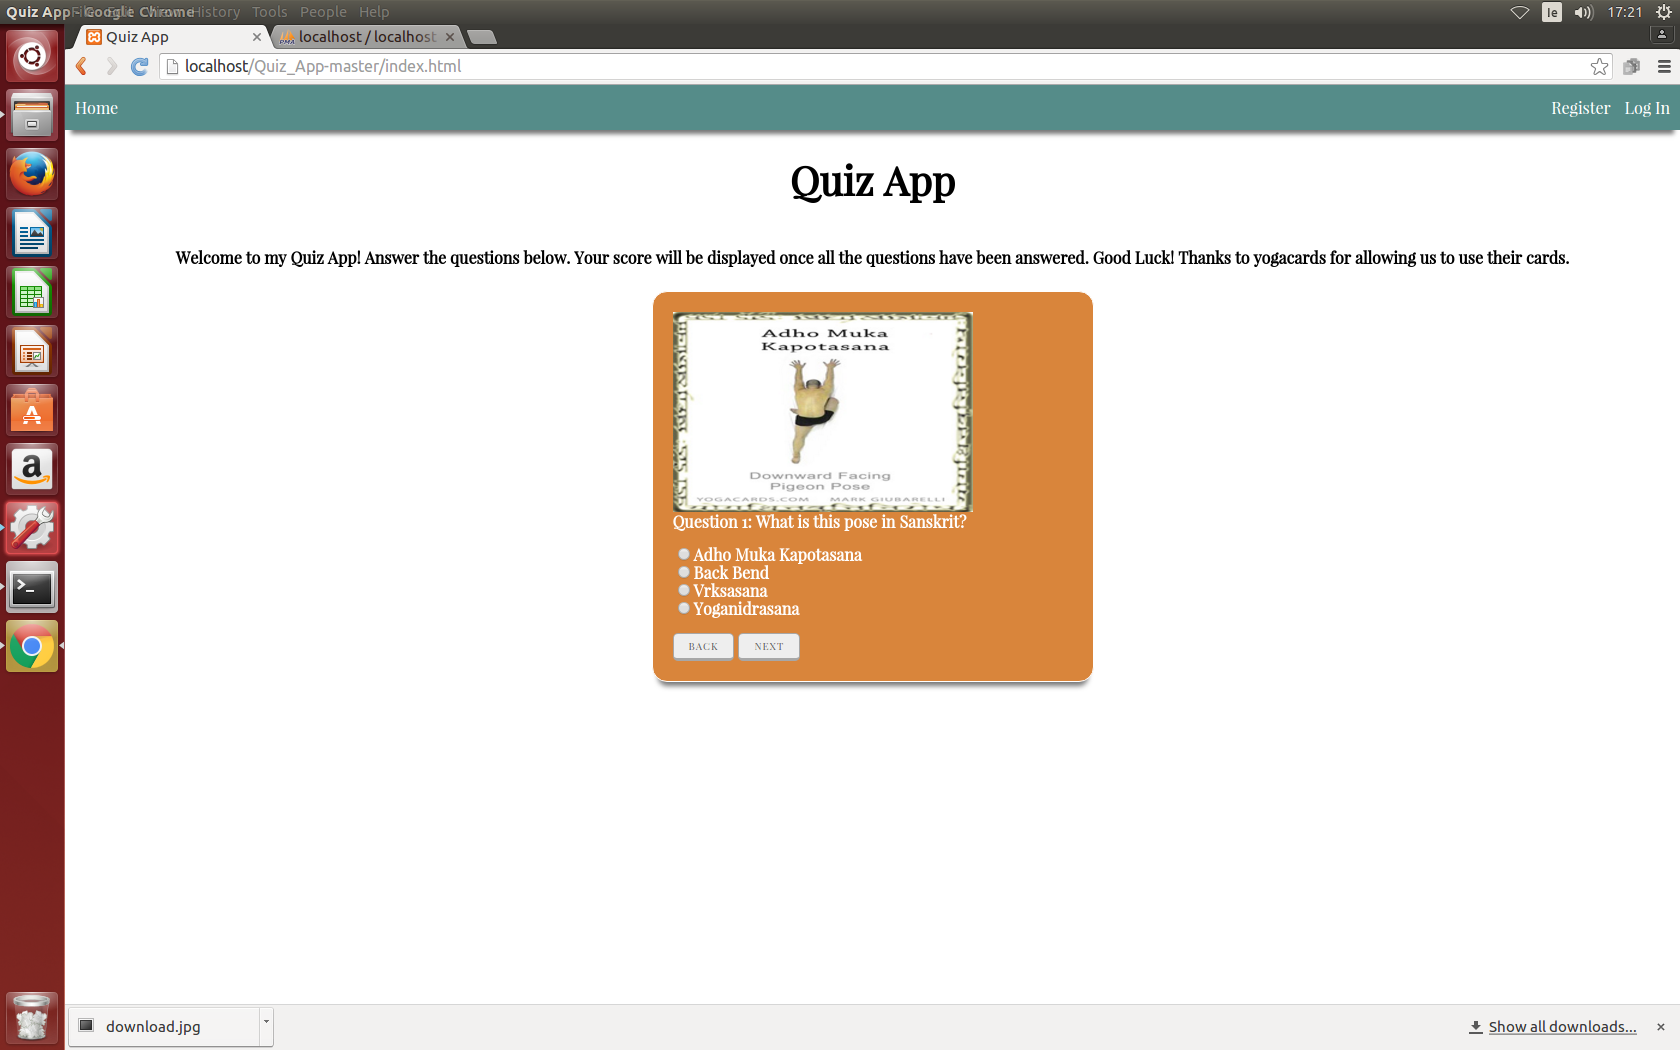 Quiz App - Google Chrome File Edit View History Tools People Help
Ie 17:21
Quiz App
localhost / localhost
localhost/Quiz_App-master/index.html
Home Register Log In
Quiz App
Welcome to my Quiz App! Answer the questions below. Your score will be displayed once all the questions have been answered. Good Luck! Thanks to yogacards for allowing us to use their cards.
Adho Muka
Kapotasana
Downward Facing
Pigeon Pose
YOGACARDS.COM MARK GIUBARELLI
Question 1: What is this pose in Sanskrit?
Adho Muka Kapotasana
Back Bend
Vrksasana
Yoganidrasana
BACK NEXT
download.jpg
Show all downloads...